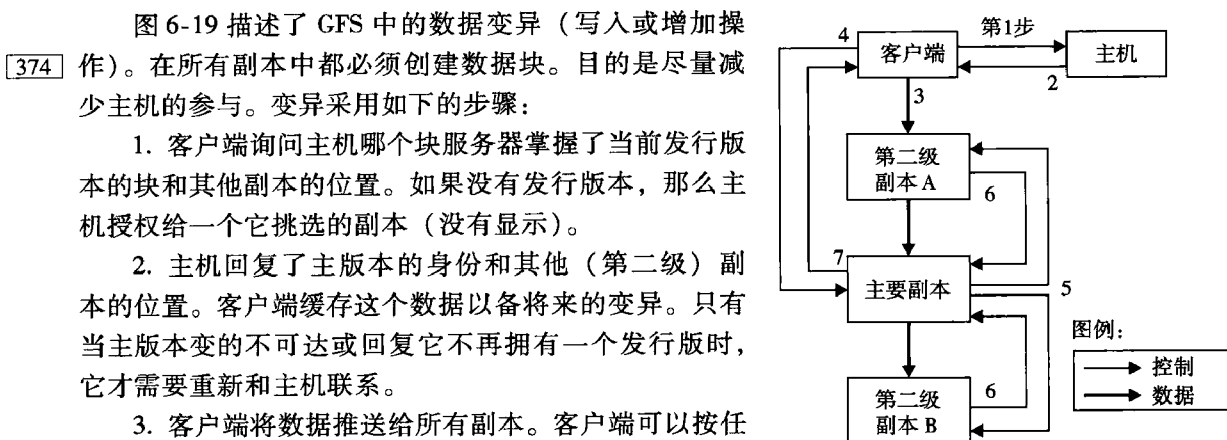 图 6-19 描述了 GFS 中的数据变异（写入或增加操
374 作）。在所有副本中都必须创建数据块。目的是尽量减
少主机的参与。变异采用如下的步骤：
1. 客户端询问主机哪个块服务器掌握了当前发行版
本的块和其他副本的位置。如果没有发行版本，那么主
机授权给一个它挑选的副本（没有显示）。
2. 主机回复了主版本的身份和其他（第二级）副
本的位置。客户端缓存这个数据以备将来的变异。只有
当主版本变的不可达或回复它不再拥有一个发行版时，
它才需要重新和主机联系。
3. 客户端将数据推送给所有副本。客户端可以按任
4
客户端
第1步
主机
2
3
第二级
副本 A
6
7
主要副本
5
第二级
副本 B
6
图例：
控制
数据